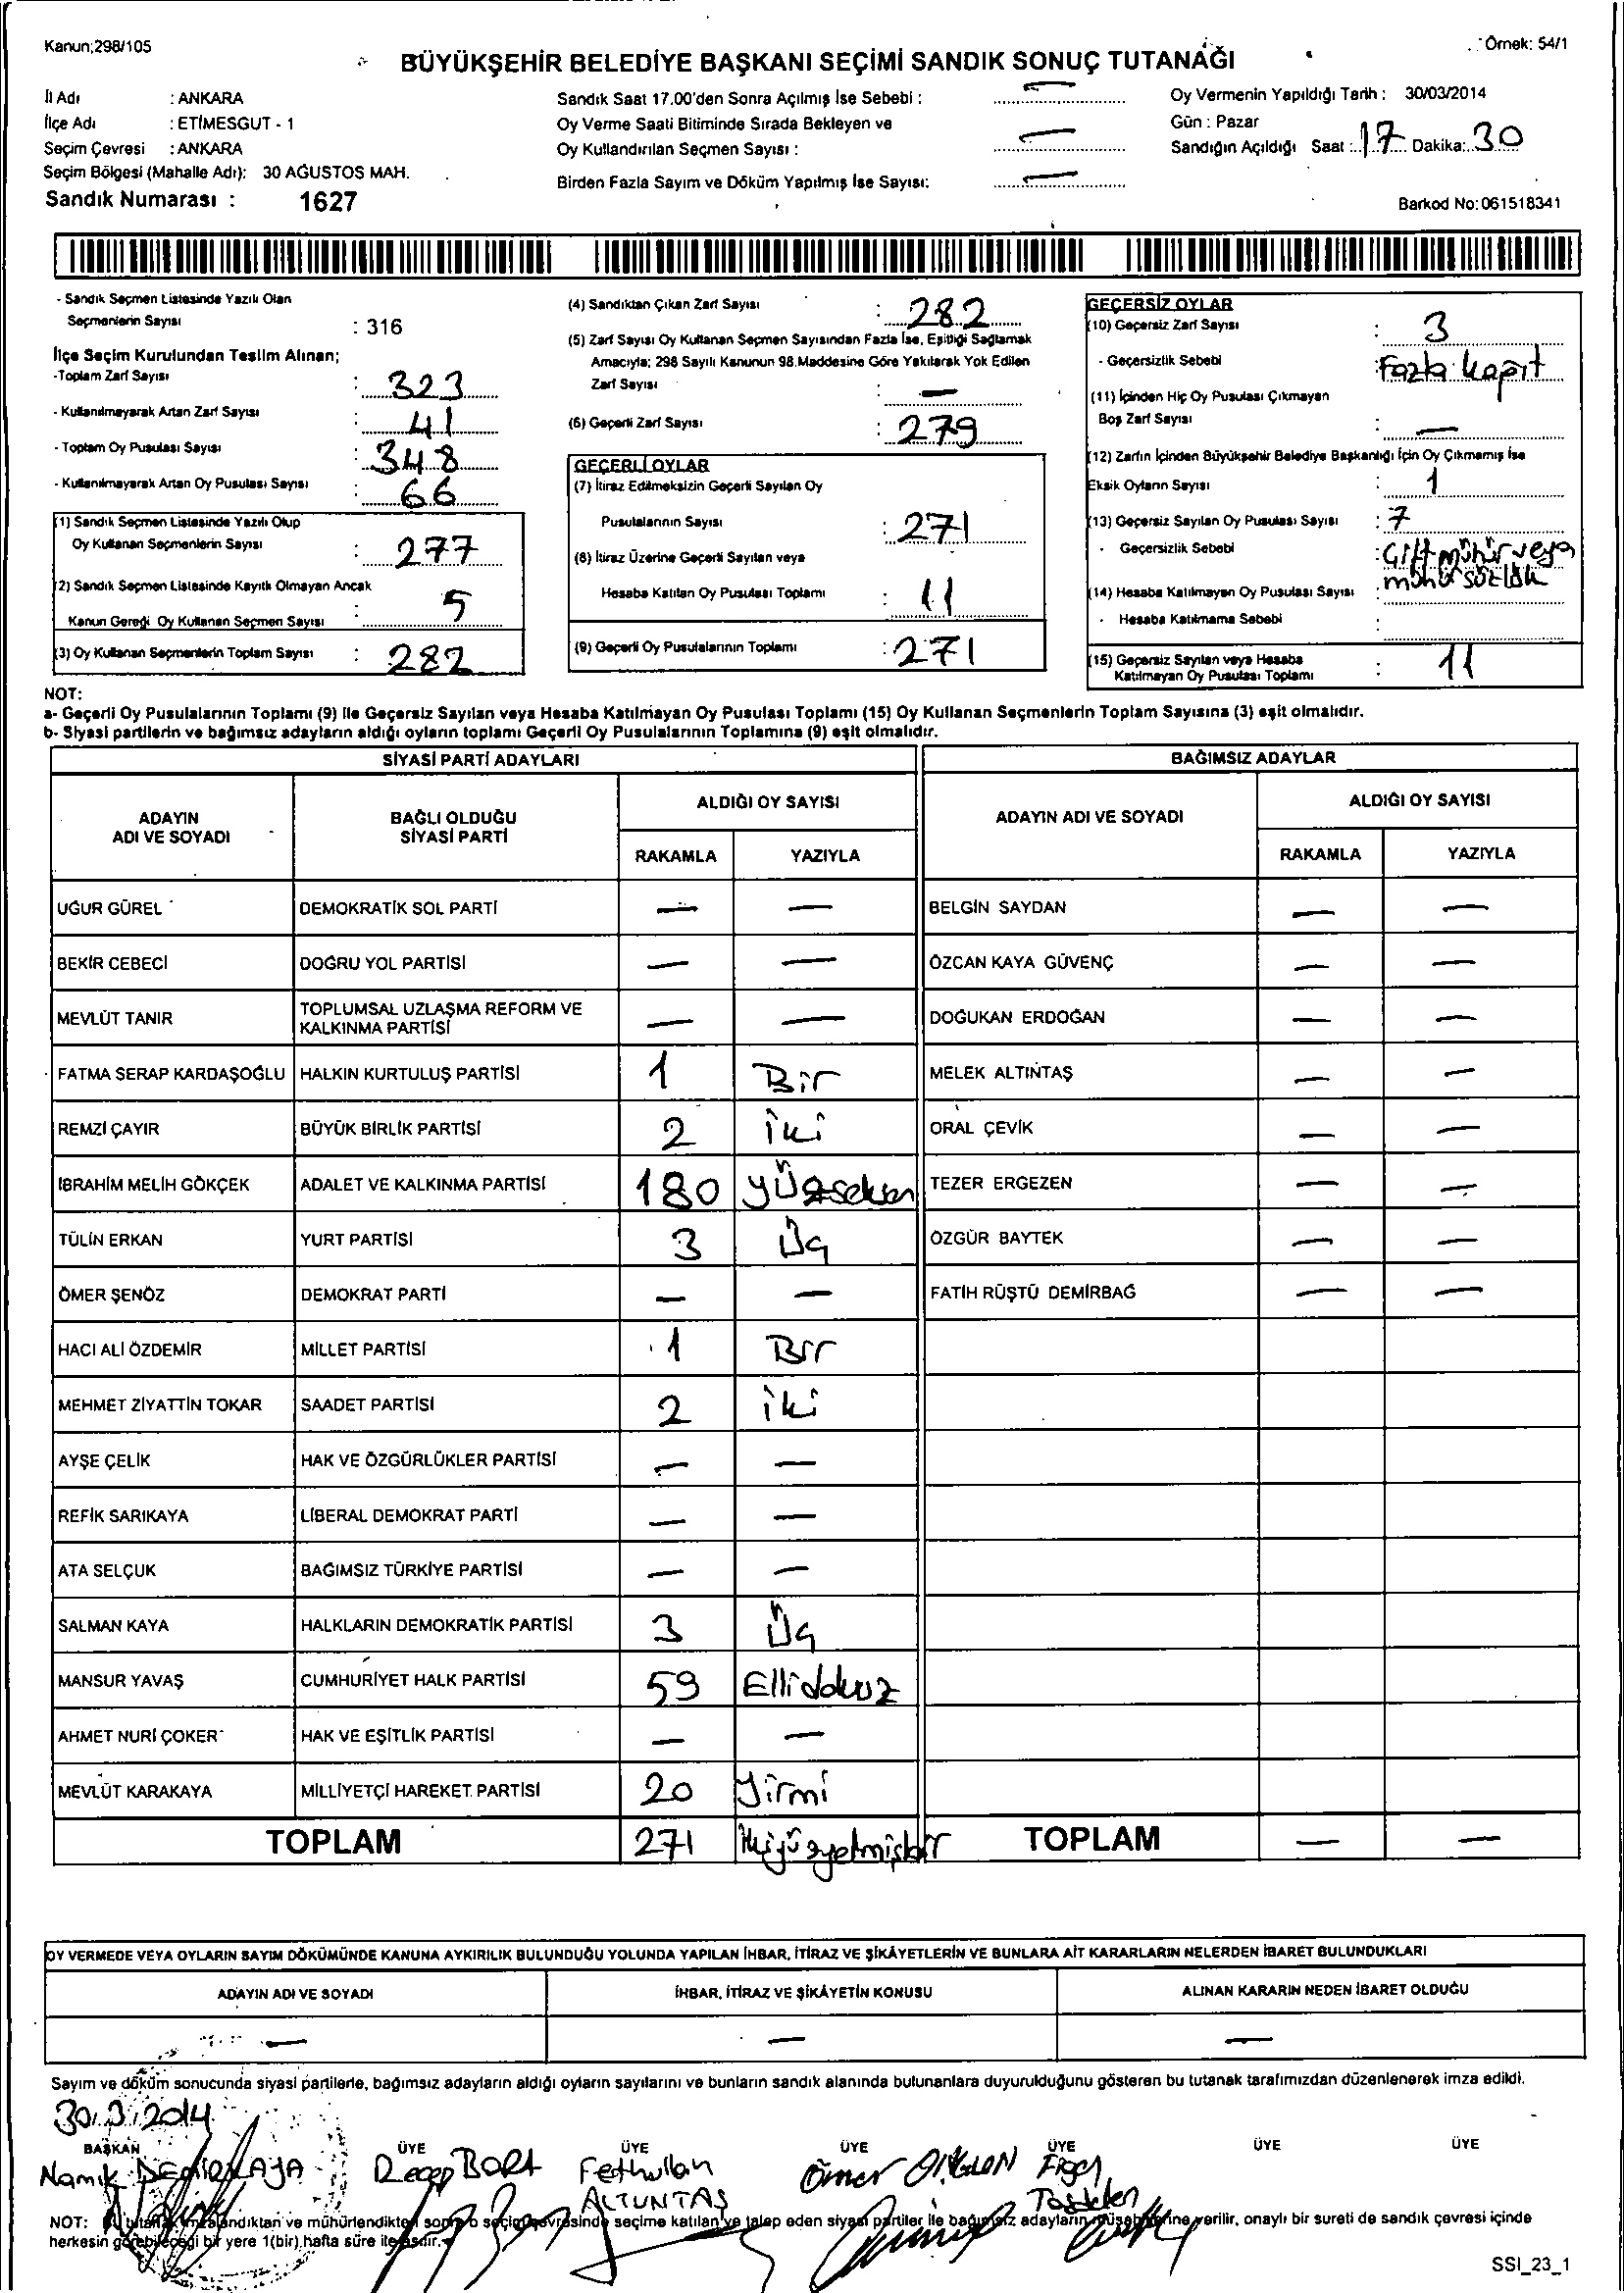 Kanun;298/105
Örnek: 54/1
BÜYÜKŞEHİR BELEDİYE BAŞKANI SEÇİMİ SANDIK SONUÇ TUTANAĞI
İl Adı : ANKARA
İlçe Adı : ETİMESGUT - 1
Seçim Çevresi : ANKARA
Seçim Bölgesi (Mahalle Adı): 30 AĞUSTOS MAH.
Sandık Numarası : 1627
Sandık Saat 17.00'den Sonra Açılmış İse Sebebi : —
Oy Verme Saati Bitiminde Sırada Bekleyen ve
Oy Kullandırılan Seçmen Sayısı : —
Birden Fazla Sayım ve Döküm Yapılmış İse Sayısı: —
Oy Vermenin Yapıldığı Tarih : 30/03/2014
Gün : Pazar
Sandığın Açıldığı Saat : 17 Dakika: 30
Barkod No: 061518341
- Sandık Seçmen Listesinde Yazılı Olan
Seçmenlerin Sayısı : 316
İlçe Seçim Kurulundan Teslim Alınan;
-Toplam Zarf Sayısı : 323
- Kullanılmayarak Artan Zarf Sayısı : 41
- Toplam Oy Pusulası Sayısı : 348
- Kullanılmayarak Artan Oy Pusulası Sayısı : 66
(1) Sandık Seçmen Listesinde Yazılı Olup
Oy Kullanan Seçmenlerin Sayısı : 277
(2) Sandık Seçmen Listesinde Kayıtlı Olmayan Ancak
Kanun Gereği Oy Kullanan Seçmen Sayısı : 5
(3) Oy Kullanan Seçmenlerin Toplam Sayısı : 282
(4) Sandıktan Çıkan Zarf Sayısı : 282
(5) Zarf Sayısı Oy Kullanan Seçmen Sayısından Fazla İse, Eşitliği Sağlamak
Amacıyla; 298 Sayılı Kanunun 98.Maddesine Göre Yakılarak Yok Edilen
Zarf Sayısı : —
(6) Geçerli Zarf Sayısı : 279
GEÇERLİ OYLAR
(7) İtiraz Edilmeksizin Geçerli Sayılan Oy
Pusulalarının Sayısı : 271
(8) İtiraz Üzerine Geçerli Sayılan veya
Hesaba Katılan Oy Pusulası Toplamı : 11
(9) Geçerli Oy Pusulalarının Toplamı : 271
GEÇERSİZ OYLAR
(10) Geçersiz Zarf Sayısı : 3
- Geçersizlik Sebebi : Fazla kağıt
(11) İçinden Hiç Oy Pusulası Çıkmayan
Boş Zarf Sayısı : —
(12) Zarfın İçinden Büyükşehir Belediye Başkanlığı İçin Oy Çıkmamış İse
Eksik Oyların Sayısı : 1
(13) Geçersiz Sayılan Oy Pusulası Sayısı : 7
- Geçersizlik Sebebi : Çift mühür veya
mühürsüzlük
(14) Hesaba Katılmayan Oy Pusulası Sayısı :
- Hesaba Katılmama Sebebi :
(15) Geçersiz Sayılan veya Hesaba
Katılmayan Oy Pusulası Toplamı : 11
NOT:
a- Geçerli Oy Pusulalarının Toplamı (9) ile Geçersiz Sayılan veya Hesaba Katılmayan Oy Pusulası Toplamı (15) Oy Kullanan Seçmenlerin Toplam Sayısına (3) eşit olmalıdır.
b- Siyasi partilerin ve bağımsız adayların aldığı oyların toplamı Geçerli Oy Pusulalarının Toplamına (9) eşit olmalıdır.
SİYASİ PARTİ ADAYLARI BAĞIMSIZ ADAYLAR
ADAYIN ADI VE SOYADI BAĞLI OLDUĞU SİYASİ PARTİ ALDIĞI OY SAYISI ADAYIN ADI VE SOYADI ALDIĞI OY SAYISI
RAKAMLA YAZIYLA RAKAMLA YAZIYLA
UĞUR GÜREL DEMOKRATİK SOL PARTİ — — BELGİN SAYDAN — —
BEKİR CEBECİ DOĞRU YOL PARTİSİ — — ÖZCAN KAYA GÜVENÇ — —
MEVLÜT TANIR TOPLUMSAL UZLAŞMA REFORM VE KALKINMA PARTİSİ — — DOĞUKAN ERDOĞAN — —
FATMA SERAP KARDAŞOĞLU HALKIN KURTULUŞ PARTİSİ 1 Bir MELEK ALTINTAŞ — —
REMZİ ÇAYIR BÜYÜK BİRLİK PARTİSİ 2 iki ORAL ÇEVİK — —
İBRAHİM MELİH GÖKÇEK ADALET VE KALKINMA PARTİSİ 180 yüzseksen TEZER ERGEZEN — —
TÜLİN ERKAN YURT PARTİSİ 3 Üç ÖZGÜR BAYTEK — —
ÖMER ŞENÖZ DEMOKRAT PARTİ — — FATİH RÜŞTÜ DEMİRBAĞ — —
HACI ALİ ÖZDEMİR MİLLET PARTİSİ 1 Bir
MEHMET ZİYATTİN TOKAR SAADET PARTİSİ 2 iki
AYŞE ÇELİK HAK VE ÖZGÜRLÜKLER PARTİSİ — —
REFİK SARIKAYA LİBERAL DEMOKRAT PARTİ — —
ATA SELÇUK BAĞIMSIZ TÜRKİYE PARTİSİ — —
SALMAN KAYA HALKLARIN DEMOKRATİK PARTİSİ 3 Üç
MANSUR YAVAŞ CUMHURİYET HALK PARTİSİ 59 Ellidokuz
AHMET NURİ ÇOKER HAK VE EŞİTLİK PARTİSİ — —
MEVLÜT KARAKAYA MİLLİYETÇİ HAREKET PARTİSİ 20 Yirmi
TOPLAM 271 ikiyüzyetmişbir TOPLAM — —
OY VERMEDE VEYA OYLARIN SAYIM DÖKÜMÜNDE KANUNA AYKIRILIK BULUNDUĞU YOLUNDA YAPILAN İHBAR, İTİRAZ VE ŞİKÂYETLERİN VE BUNLARA AİT KARARLARIN NELERDEN İBARET BULUNDUKLARI
ADAYIN ADI VE SOYADI İHBAR, İTİRAZ VE ŞİKÂYETİN KONUSU ALINAN KARARIN NEDEN İBARET OLDUĞU
— — —
Sayım ve döküm sonucunda siyasi partilerle, bağımsız adayların aldığı oyların sayılarını ve bunların sandık alanında bulunanlara duyurulduğunu gösteren bu tutanak tarafımızdan düzenlenerek imza edildi.
30.3.2014
BAŞKAN ÜYE ÜYE ÜYE ÜYE ÜYE ÜYE
Namık DEMİRKAYA Recep BORA Fethullah ALTUNTAŞ Ömer Taşdelen
NOT: Bu tutanak imzalandıktan ve mühürlendikten sonra o seçim çevresinde seçime katılan ve talep eden siyasi partiler ile bağımsız adayların müşahitlerine verilir, onaylı bir sureti de sandık çevresi içinde
herkesin görebileceği bir yere 1(bir) hafta süre ile asılır.
SSI_23_1